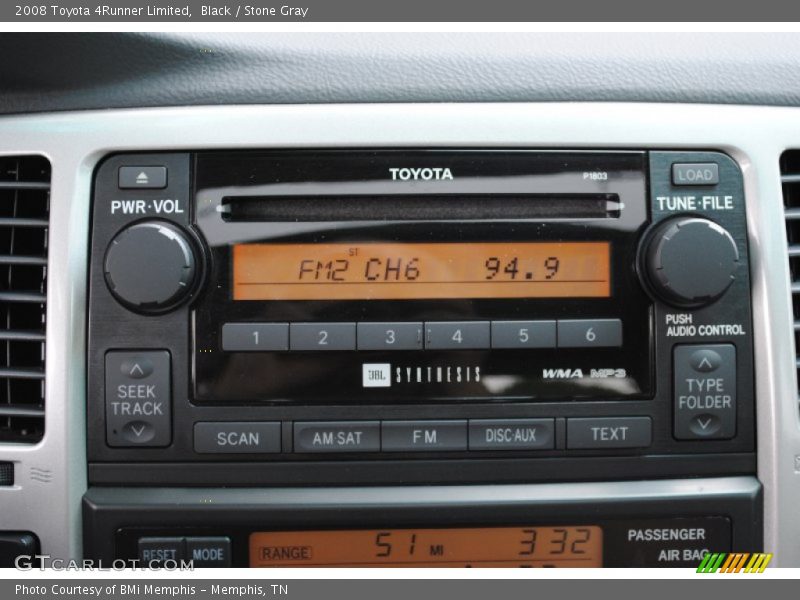 2008 Toyota 4Runner Limited, Black / Stone Gray
TOYOTA
P1803
LOAD
PWR·VOL
TUNE·FILE
ST
FM2 CH6 94.9
PUSH
AUDIO CONTROL
1 2 3 4 5 6
JBL SYNTHESIS
WMA MP3
SEEK
TRACK
TYPE
FOLDER
SCAN
AM SAT
FM
DISC·AUX
TEXT
RESET
MODE
RANGE 51 MI 332
PASSENGER
AIR BAG
GTCARLOT.COM
Photo Courtesy of BMi Memphis – Memphis, TN